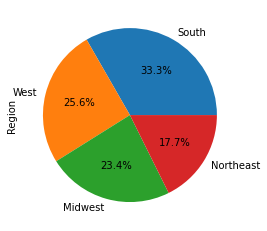 South
33.3%
West
25.6%
Region
17.7%
23.4%
Northeast
Midwest